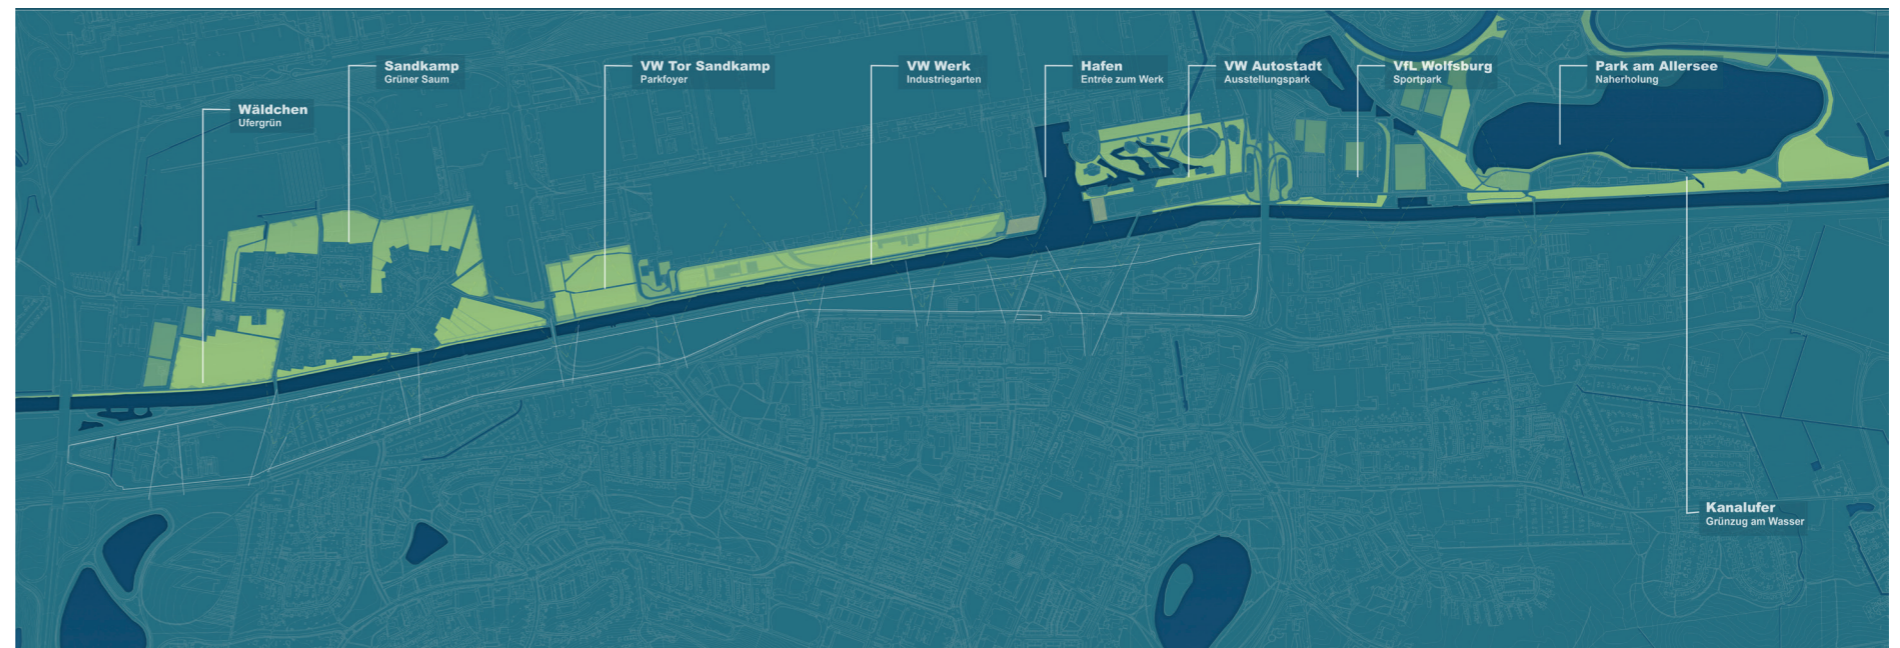 Wäldchen
Ufergrün
Sandkamp
Grüner Saum
VW Tor Sandkamp
Parkfoyer
VW Werk
Industriegarten
Hafen
Entrée zum Werk
VW Autostadt
Ausstellungspark
VfL Wolfsburg
Sportpark
Park am Allersee
Naherholung
Kanalufer
Grünzug am Wasser